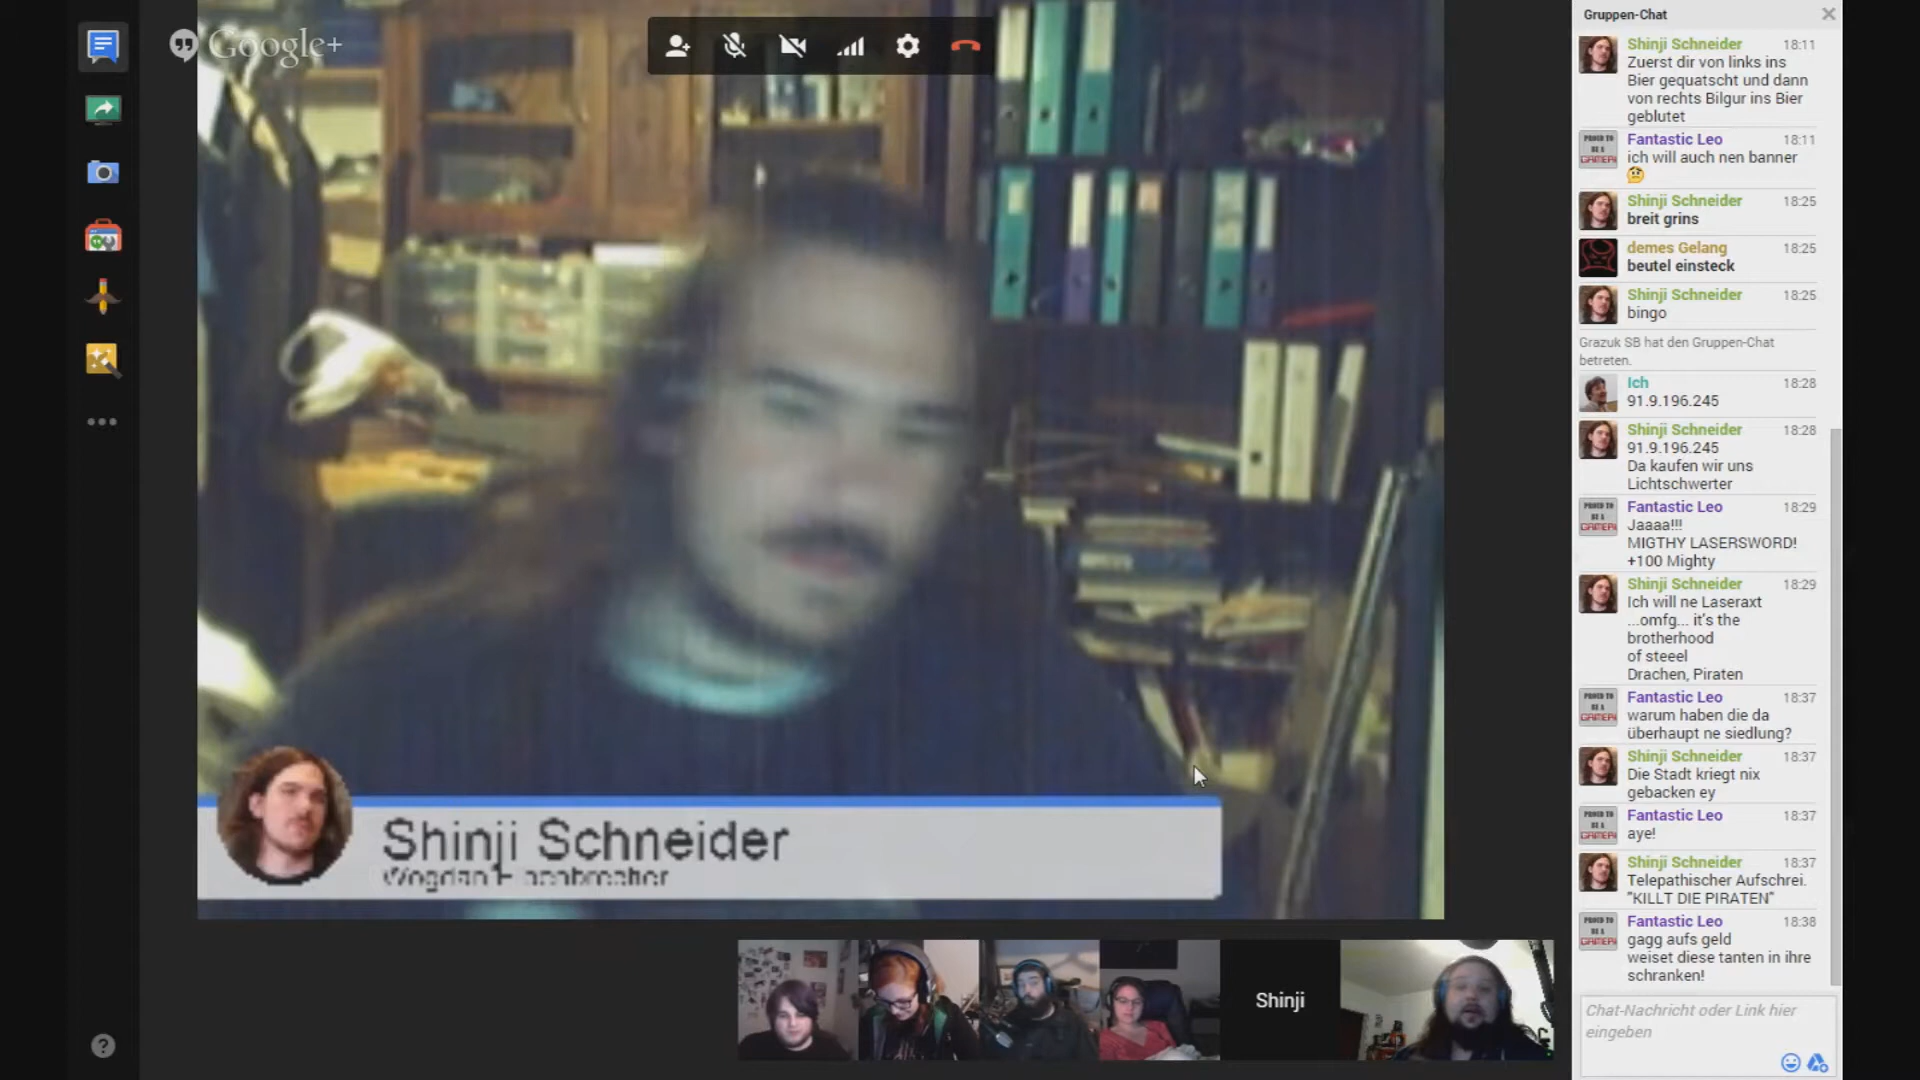 Google+
Gruppen-Chat
Shinji Schneider 18:11
Zuerst dir von links ins
Bier gequatscht und dann
von rechts Bilgur ins Bier
geblutet
Fantastic Leo 18:11
ich will auch nen banner
Shinji Schneider 18:25
breit grins
demes Gelang 18:25
beutel einsteck
Shinji Schneider 18:25
bingo
Grazuk SB hat den Gruppen-Chat
betreten.
Ich 18:28
91.9.196.245
Shinji Schneider 18:28
91.9.196.245
Da kaufen wir uns
Lichtschwerter
Fantastic Leo 18:29
Jaaaa!!!
MIGTHY LASERSWORD!
+100 Mighty
Shinji Schneider 18:29
Ich will ne Laseraxt
...omfg... it's the
brotherhood
of steeel
Drachen, Piraten
Fantastic Leo 18:37
warum haben die da
überhaupt ne siedlung?
Shinji Schneider 18:37
Die Stadt kriegt nix
gebacken ey
Fantastic Leo 18:37
aye!
Shinji Schneider 18:37
Telepathischer Aufschrei.
"KILLT DIE PIRATEN"
Fantastic Leo 18:38
gagg aufs geld
weiset diese tanten in ihre
schranken!
Chat-Nachricht oder Link hier
eingeben
Shinji Schneider
Shinji